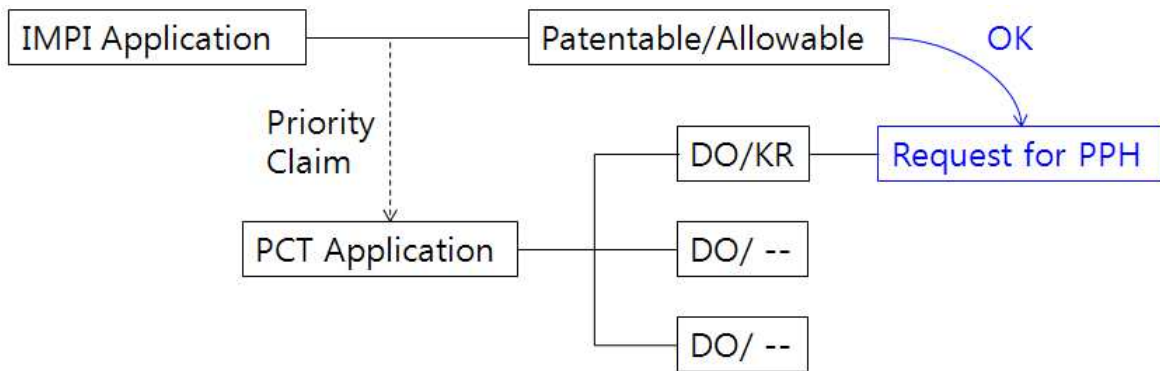 IMPI Application
Patentable/Allowable
OK
Priority
Claim
DO/KR
Request for PPH
PCT Application
DO/ --
DO/ --